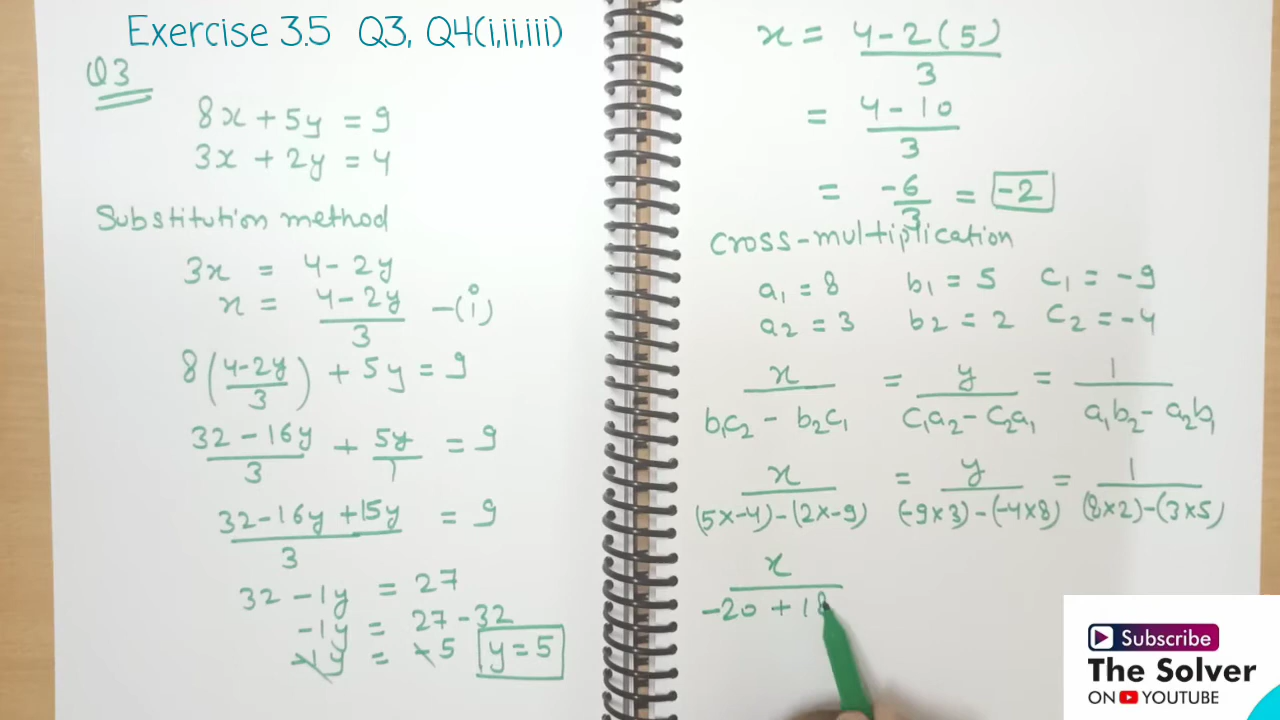 Exercise 3.5 Q3, Q4(i,ii,iii)
Q3
8x + 5y = 9
3x + 2y = 4
Substitution method
3x = 4 - 2y
x = (4 - 2y)/3 -(i)
8((4-2y)/3) + 5y = 9
(32 - 16y)/3 + 5y/1 = 9
(32 - 16y + 15y)/3 = 9
32 - 1y = 27
-1y = 27 - 32
-1y = -5 y = 5
x = (4 - 2(5))/3
= (4 - 10)/3
= -6/3 = -2
Cross-multiplication
a₁ = 8 b₁ = 5 c₁ = -9
a₂ = 3 b₂ = 2 c₂ = -4
x/(b₁c₂ - b₂c₁) = y/(c₁a₂ - c₂a₁) = 1/(a₁b₂ - a₂b₁)
x/((5x-4)-(2x-9)) = y/((-9x3)-(-4x8)) = 1/((8x2)-(3x5))
x/(-20 + 18
Subscribe
The Solver
ON YOUTUBE